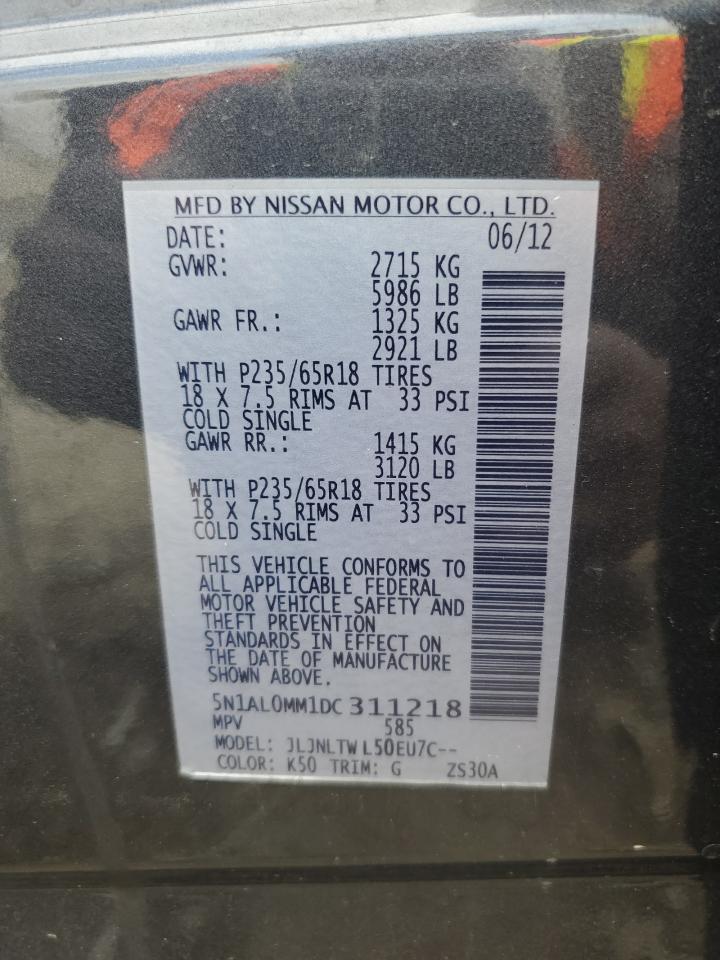 MFD BY NISSAN MOTOR CO., LTD.
DATE: 06/12
GVWR: 2715 KG
5986 LB
GAWR FR.: 1325 KG
2921 LB
WITH P235/65R18 TIRES
18 X 7.5 RIMS AT 33 PSI
COLD SINGLE
GAWR RR.: 1415 KG
3120 LB
WITH P235/65R18 TIRES
18 X 7.5 RIMS AT 33 PSI
COLD SINGLE
THIS VEHICLE CONFORMS TO
ALL APPLICABLE FEDERAL
MOTOR VEHICLE SAFETY AND
THEFT PREVENTION
STANDARDS IN EFFECT ON
THE DATE OF MANUFACTURE
SHOWN ABOVE.
5N1AL0MM1DC311218
MPV 585
MODEL: JLJNLTW L50EU7C--
COLOR: K50 TRIM: G ZS30A